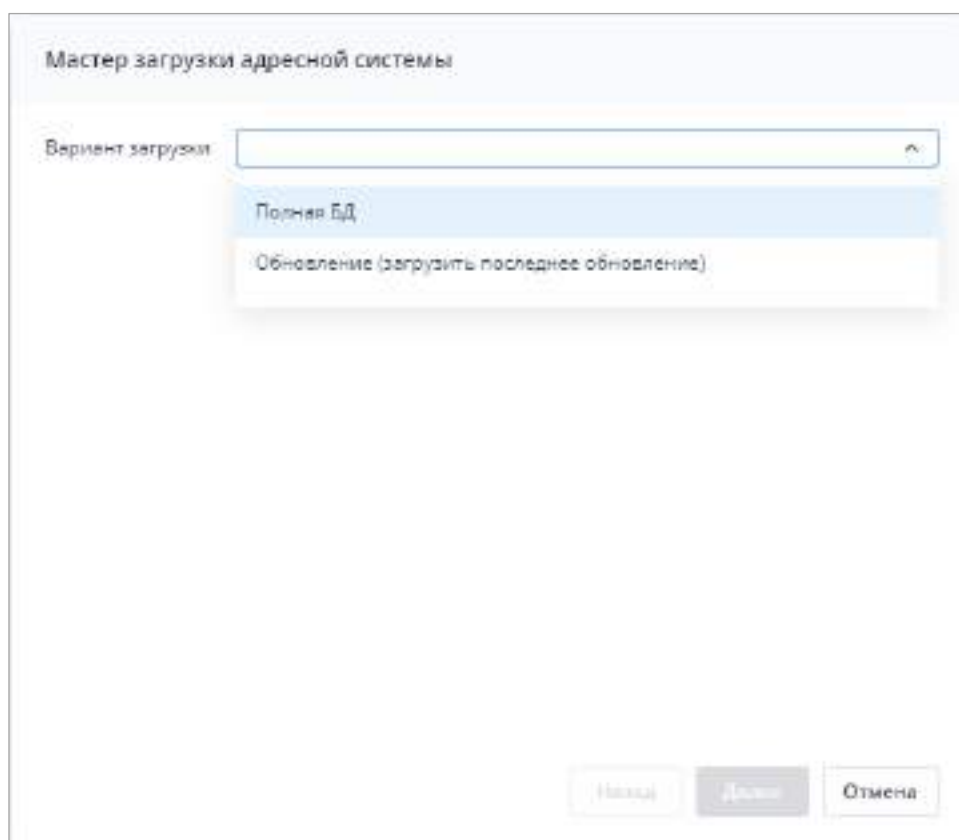 Мастер загрузки адресной системы
Вариант загрузки
Полная БД
Обновление (загрузить последнее обновление)
Назад Далее Отмена